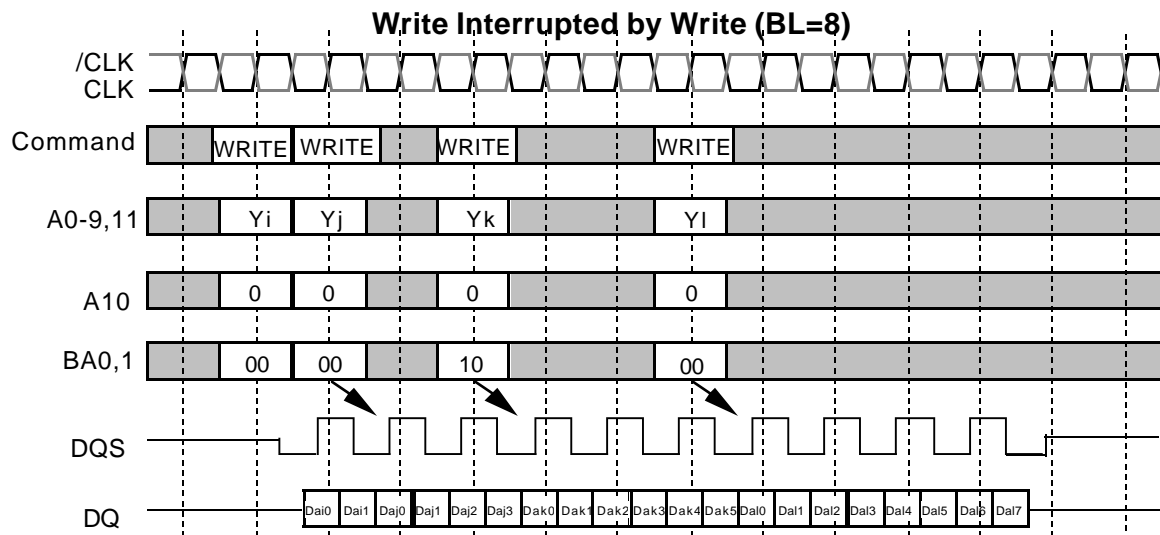 Write Interrupted by Write (BL=8)
/CLK
CLK
Command WRITE WRITE WRITE WRITE
A0-9,11 Yi Yj Yk Yl
A10 0 0 0 0
BA0,1 00 00 10 00
DQS
DQ Dai0 Dai1 Daj0 Daj1 Daj2 Daj3 Dak0 Dak1 Dak2 Dak3 Dak4 Dak5 Dal0 Dal1 Dal2 Dal3 Dal4 Dal5 Dal6 Dal7